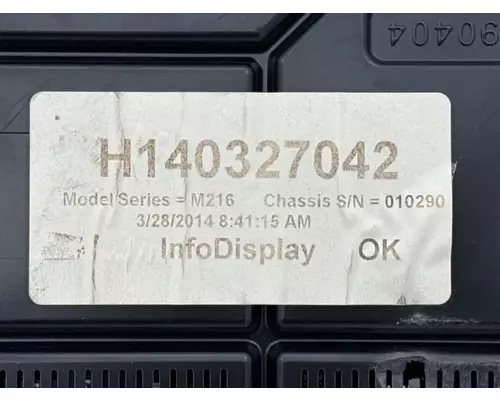 90404
H140327042
Model Series = M216 Chassis S/N = 010290
3/28/2014 8:41:15 AM
InfoDisplay OK